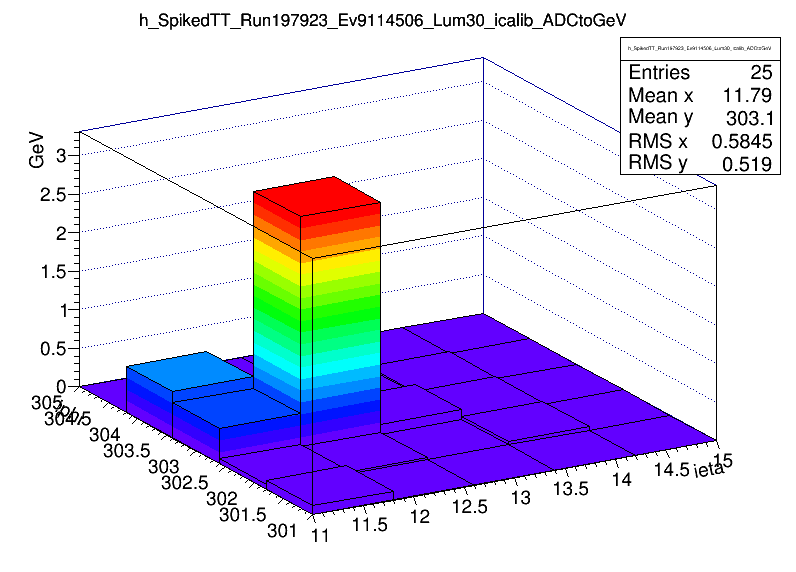 h_SpikedTT_Run197923_Ev9114506_Lum30_icalib_ADCtoGeV
h_SpikedTT_Run197923_Ev9114506_Lum30_icalib_ADCtoGeV
Entries 25
Mean x 11.79
Mean y 303.1
RMS x 0.5845
RMS y 0.519
GeV
3
2.5
2
1.5
1
0.5
0
305
304.5
304
303.5
303
302.5
302
301.5
301
11
11.5
12
12.5
13
13.5
14
14.5
15
ieta